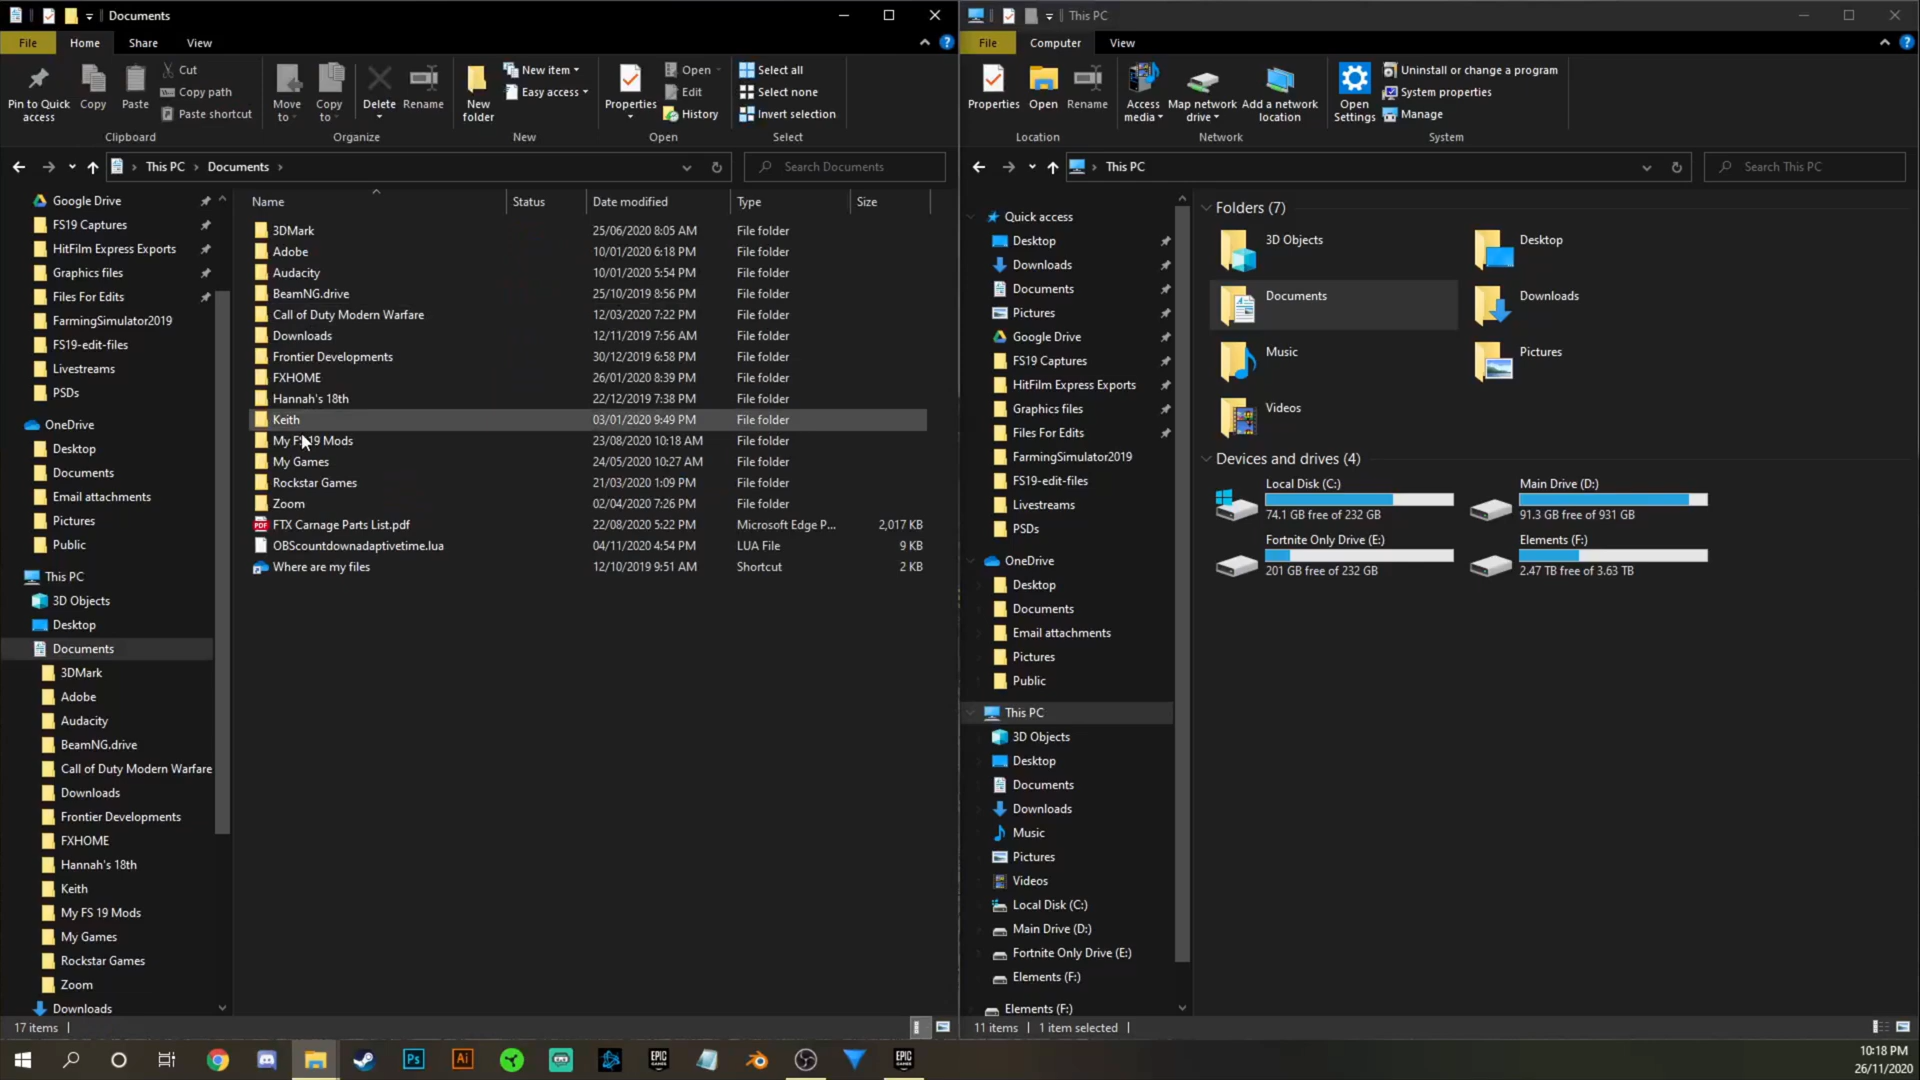 Documents
File Home Share View
Pin to Quick access
Copy
Paste
Cut
Copy path
Paste shortcut
Clipboard
Move to
Copy to
Delete
Rename
Organize
New folder
New item
Easy access
New
Properties
Open
Edit
History
Open
Select all
Select none
Invert selection
Select
This PC > Documents >
Search Documents
Google Drive
FS19 Captures
HitFilm Express Exports
Graphics files
Files For Edits
FarmingSimulator2019
FS19-edit-files
Livestreams
PSDs
OneDrive
Desktop
Documents
Email attachments
Pictures
Public
This PC
3D Objects
Desktop
Documents
3DMark
Adobe
Audacity
BeamNG.drive
Call of Duty Modern Warfare
Downloads
Frontier Developments
FXHOME
Hannah's 18th
Keith
My FS 19 Mods
My Games
Rockstar Games
Zoom
Downloads
Name Status Date modified Type Size
3DMark 25/06/2020 8:05 AM File folder
Adobe 10/01/2020 6:18 PM File folder
Audacity 10/01/2020 5:54 PM File folder
BeamNG.drive 25/10/2019 8:56 PM File folder
Call of Duty Modern Warfare 12/03/2020 7:22 PM File folder
Downloads 12/11/2019 7:56 AM File folder
Frontier Developments 30/12/2019 6:58 PM File folder
FXHOME 26/01/2020 8:39 PM File folder
Hannah's 18th 22/12/2019 7:38 PM File folder
Keith 03/01/2020 9:49 PM File folder
My FS 19 Mods 23/08/2020 10:18 AM File folder
My Games 24/05/2020 10:27 AM File folder
Rockstar Games 21/03/2020 1:09 PM File folder
Zoom 02/04/2020 7:26 PM File folder
FTX Carnage Parts List.pdf 22/08/2020 5:22 PM Microsoft Edge P... 2,017 KB
OBScountdownadaptivetime.lua 04/11/2020 4:54 PM LUA File 9 KB
Where are my files 12/10/2019 9:51 AM Shortcut 2 KB
17 items
This PC
File Computer View
Properties
Open
Rename
Location
Access media
Map network drive
Add a network location
Network
Open Settings
Uninstall or change a program
System properties
Manage
System
This PC
Search This PC
Quick access
Desktop
Downloads
Documents
Pictures
Google Drive
FS19 Captures
HitFilm Express Exports
Graphics files
Files For Edits
FarmingSimulator2019
FS19-edit-files
Livestreams
PSDs
OneDrive
Desktop
Documents
Email attachments
Pictures
Public
This PC
3D Objects
Desktop
Documents
Downloads
Music
Pictures
Videos
Local Disk (C:)
Main Drive (D:)
Fortnite Only Drive (E:)
Elements (F:)
Elements (F:)
Folders (7)
3D Objects
Desktop
Documents
Downloads
Music
Pictures
Videos
Devices and drives (4)
Local Disk (C:)
74.1 GB free of 232 GB
Main Drive (D:)
91.3 GB free of 931 GB
Fortnite Only Drive (E:)
201 GB free of 232 GB
Elements (F:)
2.47 TB free of 3.63 TB
11 items
1 item selected
Ps
Ai
EPIC GAMES
EPIC GAMES
10:18 PM
26/11/2020